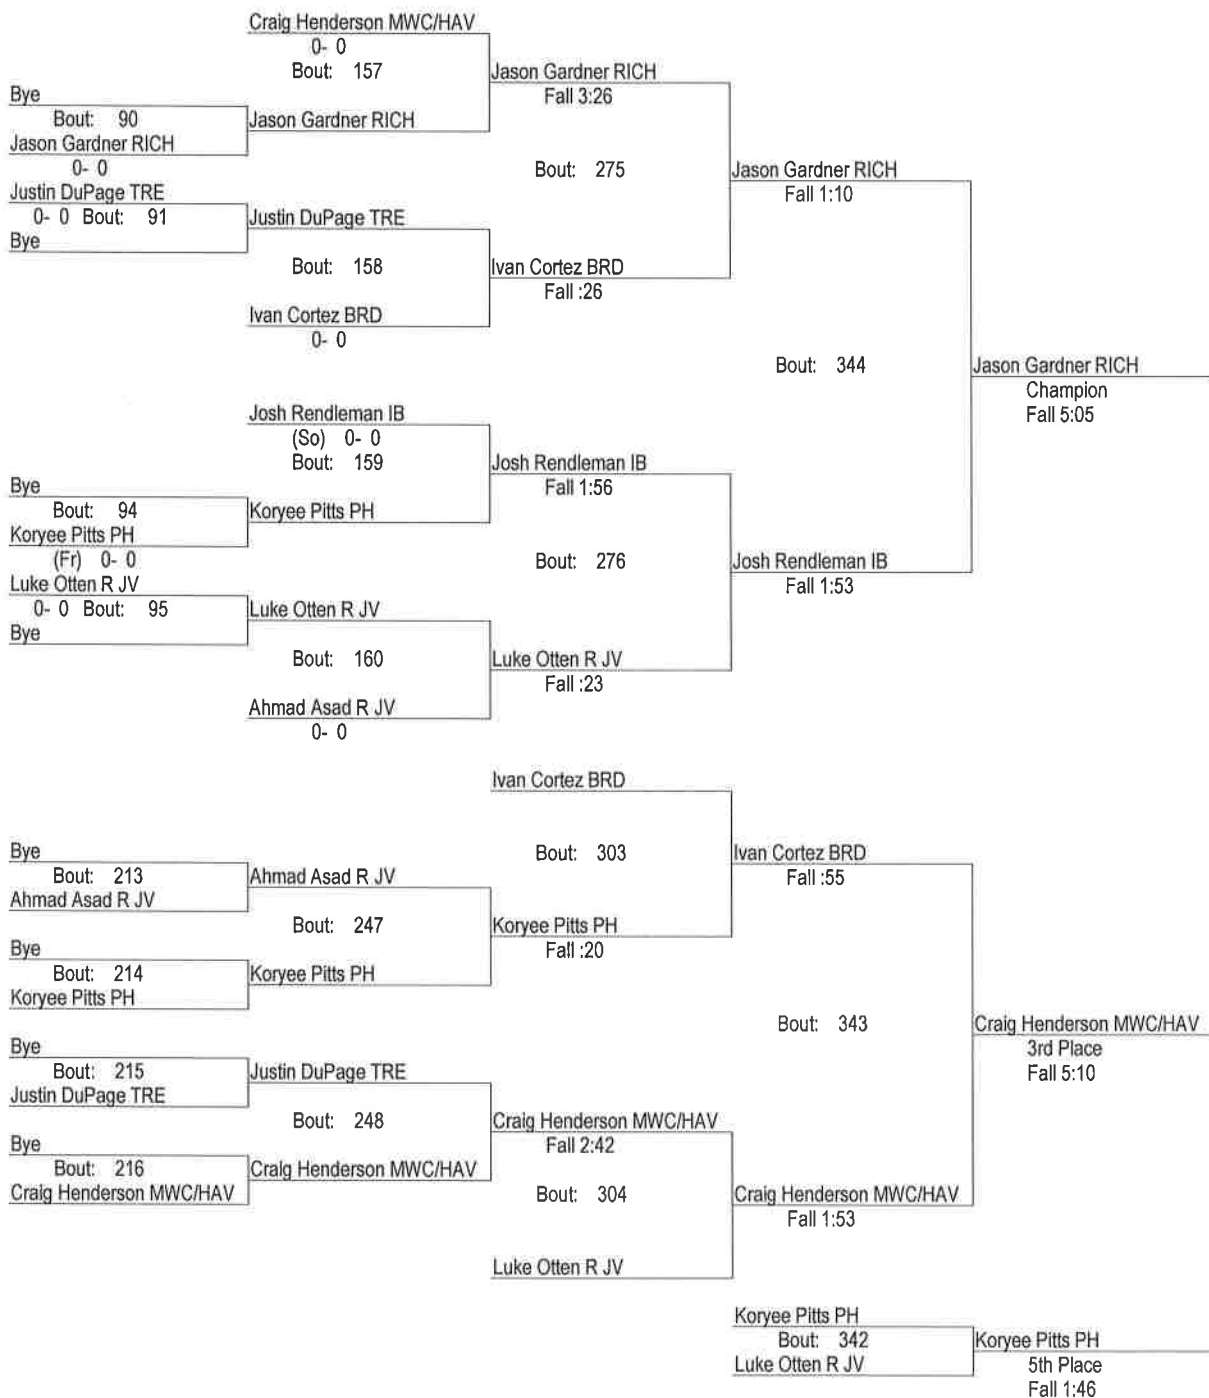 Craig Henderson MWC/HAV
0- 0
Bout: 157
Jason Gardner RICH
Fall 3:26
Bye
Bout: 90
Jason Gardner RICH
Jason Gardner RICH
0- 0
Bout: 275
Jason Gardner RICH
Fall 1:10
Justin DuPage TRE
0- 0 Bout: 91
Justin DuPage TRE
Bye
Bout: 158
Ivan Cortez BRD
Fall :26
Ivan Cortez BRD
0- 0
Bout: 344
Jason Gardner RICH
Champion
Fall 5:05
Josh Rendleman IB
(So) 0- 0
Bout: 159
Josh Rendleman IB
Fall 1:56
Bye
Bout: 94
Koryee Pitts PH
Koryee Pitts PH
(Fr) 0- 0
Bout: 276
Josh Rendleman IB
Fall 1:53
Luke Otten R JV
0- 0 Bout: 95
Luke Otten R JV
Bye
Bout: 160
Luke Otten R JV
Fall :23
Ahmad Asad R JV
0- 0
Ivan Cortez BRD
Bout: 303
Ivan Cortez BRD
Fall :55
Bye
Bout: 213
Ahmad Asad R JV
Ahmad Asad R JV
Bout: 247
Koryee Pitts PH
Fall :20
Bye
Bout: 214
Koryee Pitts PH
Koryee Pitts PH
Bout: 343
Craig Henderson MWC/HAV
3rd Place
Fall 5:10
Bye
Bout: 215
Justin DuPage TRE
Justin DuPage TRE
Bout: 248
Craig Henderson MWC/HAV
Fall 2:42
Bye
Bout: 216
Craig Henderson MWC/HAV
Craig Henderson MWC/HAV
Bout: 304
Craig Henderson MWC/HAV
Fall 1:53
Luke Otten R JV
Koryee Pitts PH
Bout: 342
Koryee Pitts PH
Luke Otten R JV
5th Place
Fall 1:46